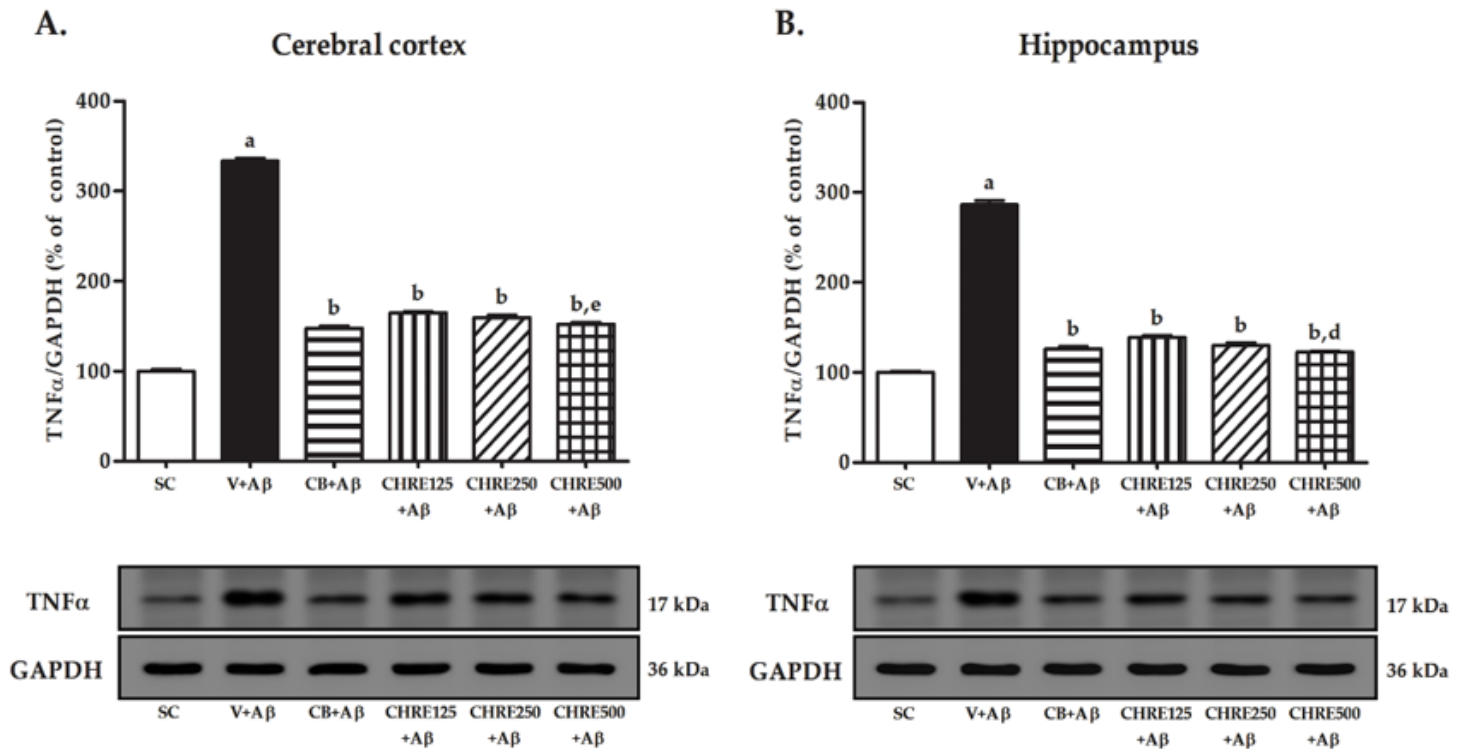 A.
Cerebral cortex
TNFα/GAPDH (% of control)
400
300
200
100
0
a
b
b
b
b,e
SC
V+Aβ
CB+Aβ
CHRE125
+Aβ
CHRE250
+Aβ
CHRE500
+Aβ
TNFα
17 kDa
GAPDH
36 kDa
SC
V+Aβ
CB+Aβ
CHRE125
+Aβ
CHRE250
+Aβ
CHRE500
+Aβ
B.
Hippocampus
TNFα/GAPDH (% of control)
400
300
200
100
0
a
b
b
b
b,d
SC
V+Aβ
CB+Aβ
CHRE125
+Aβ
CHRE250
+Aβ
CHRE500
+Aβ
TNFα
17 kDa
GAPDH
36 kDa
SC
V+Aβ
CB+Aβ
CHRE125
+Aβ
CHRE250
+Aβ
CHRE500
+Aβ